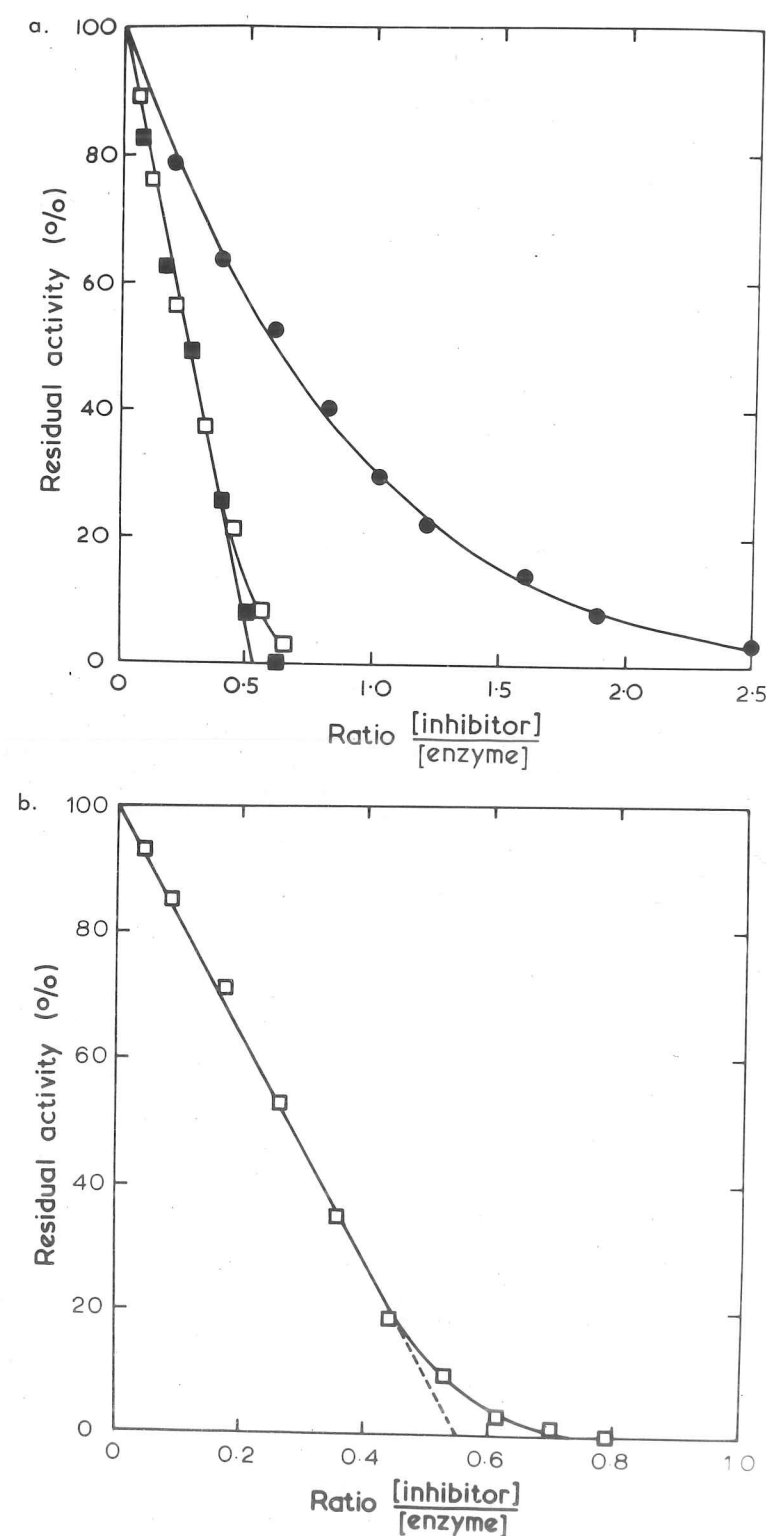 a.
100
80
60
40
20
0
Residual activity (%)
0 0·5 1·0 1·5 2·0 2·5
Ratio [inhibitor]
[enzyme]
b.
100
80
60
40
20
0
Residual activity (%)
0 0·2 0·4 0·6 0·8 1 0
Ratio [inhibitor]
[enzyme]